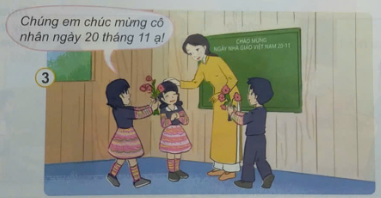 Chúng em chúc mừng cô
nhân ngày 20 tháng 11 ạ!
3
CHÀO MỪNG
NGÀY NHÀ GIÁO VIỆT NAM 20.11